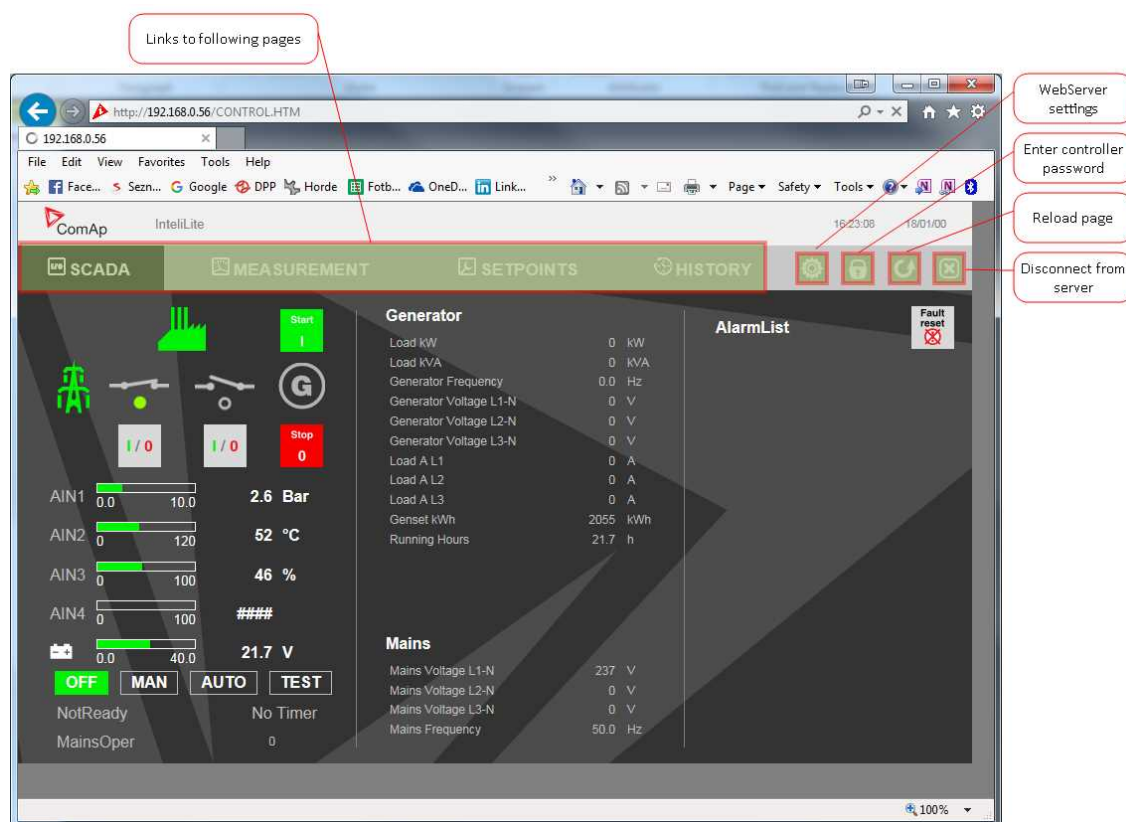 Links to following pages
WebServer settings
Enter controller password
Reload page
Disconnect from server
http://192.168.0.56/CONTROL.HTM
192.168.0.56
File Edit View Favorites Tools Help
Face... Sezn... Google DPP Horde Fotb... OneD... Link... » Page Safety Tools
ComAp InteliLite 16:23:08 18/01/00
SCADA MEASUREMENT SETPOINTS HISTORY
Start
I
G
I / 0 I / 0
Stop
0
AIN1 0.0 10.0 2.6 Bar
AIN2 0 120 52 °C
AIN3 0 100 46 %
AIN4 0 100 ####
0.0 40.0 21.7 V
OFF MAN AUTO TEST
NotReady No Timer
MainsOper 0
Generator
Load kW 0 kW
Load kVA 0 kVA
Generator Frequency 0.0 Hz
Generator Voltage L1-N 0 V
Generator Voltage L2-N 0 V
Generator Voltage L3-N 0 V
Load A L1 0 A
Load A L2 0 A
Load A L3 0 A
Genset kWh 2055 kWh
Running Hours 21.7 h
Mains
Mains Voltage L1-N 237 V
Mains Voltage L2-N 0 V
Mains Voltage L3-N 0 V
Mains Frequency 50.0 Hz
AlarmList
Fault
reset
100%